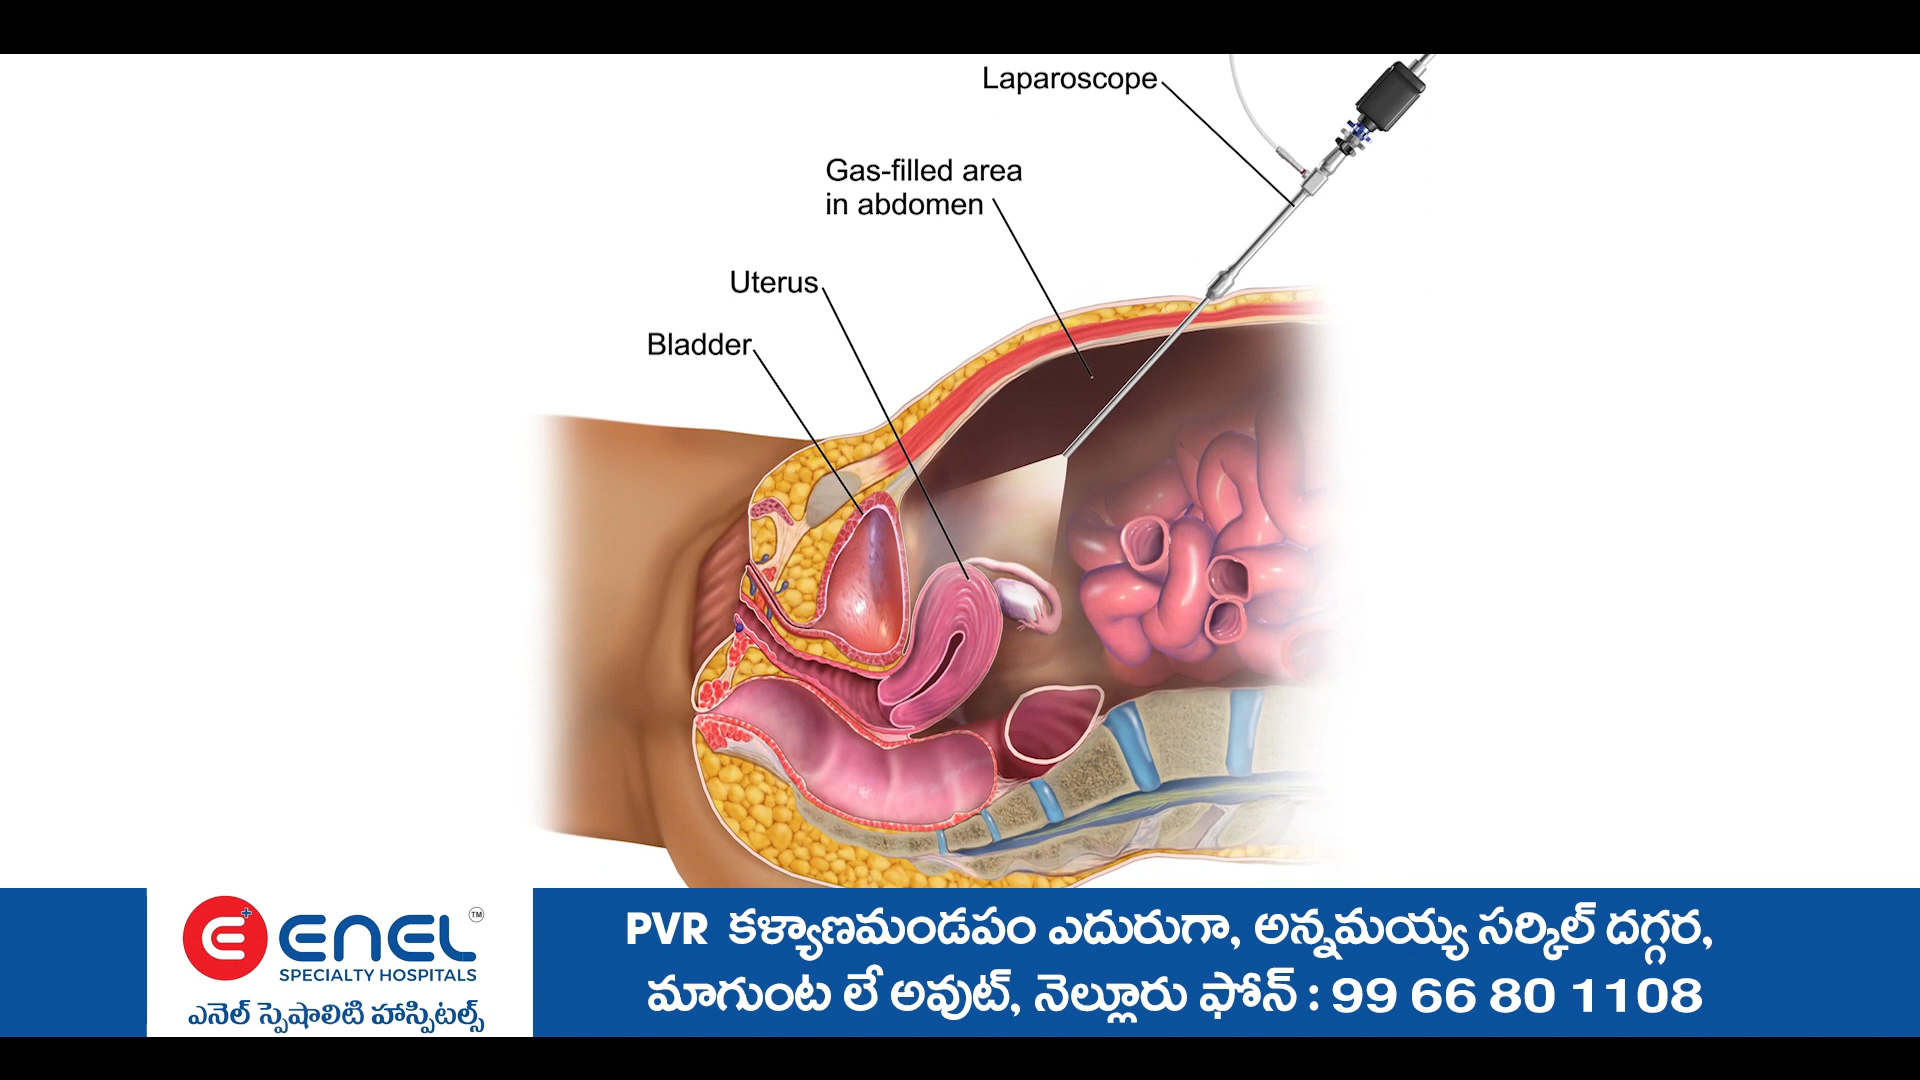 Laparoscope
Gas-filled area
in abdomen
Uterus
Bladder
ENEL™
SPECIALTY HOSPITALS
ఎనెల్ స్పెషాలిటి హాస్పిటల్స్
PVR కళ్యాణమండపం ఎదురుగా, అన్నమయ్య సర్కిల్ దగ్గర,
మాగుంట లే అవుట్, నెల్లూరు ఫోన్ : 99 66 80 1108